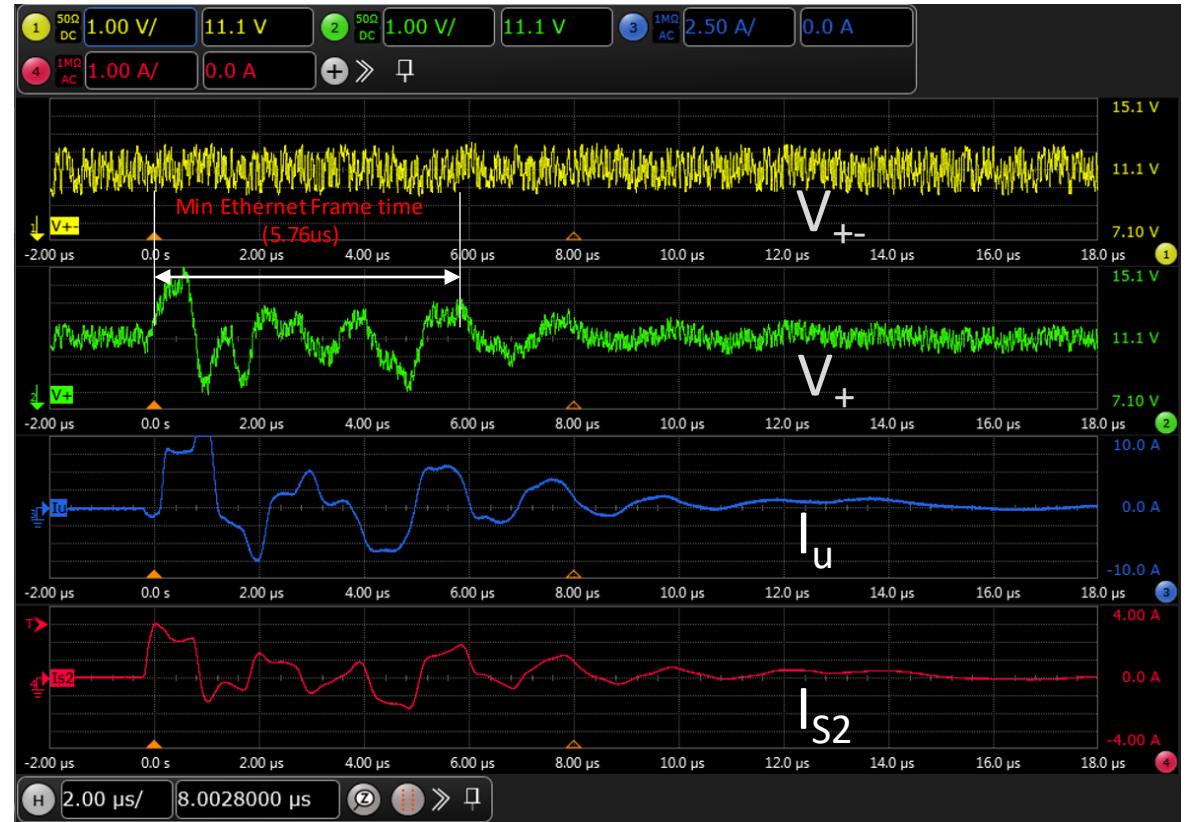 1 50Ω DC 1.00 V/ 11.1 V 2 50Ω DC 1.00 V/ 11.1 V 3 1MΩ AC 2.50 A/ 0.0 A
4 1MΩ AC 1.00 A/ 0.0 A +
15.1 V
11.1 V
Min Ethernet Frame time
(5.76us)
V+-
1 V+-
7.10 V
-2.00 µs 0.0 s 2.00 µs 4.00 µs 6.00 µs 8.00 µs 10.0 µs 12.0 µs 14.0 µs 16.0 µs 18.0 µs 1
15.1 V
11.1 V
V+
2 V+
7.10 V
-2.00 µs 0.0 s 2.00 µs 4.00 µs 6.00 µs 8.00 µs 10.0 µs 12.0 µs 14.0 µs 16.0 µs 18.0 µs 2
10.0 A
3 Iu 0.0 A
Iu
-10.0 A
-2.00 µs 0.0 s 2.00 µs 4.00 µs 6.00 µs 8.00 µs 10.0 µs 12.0 µs 14.0 µs 16.0 µs 18.0 µs 3
4.00 A
T
4 Is2 0.0 A
IS2
-4.00 A
-2.00 µs 0.0 s 2.00 µs 4.00 µs 6.00 µs 8.00 µs 10.0 µs 12.0 µs 14.0 µs 16.0 µs 18.0 µs 4
H 2.00 µs/ 8.0028000 µs Z